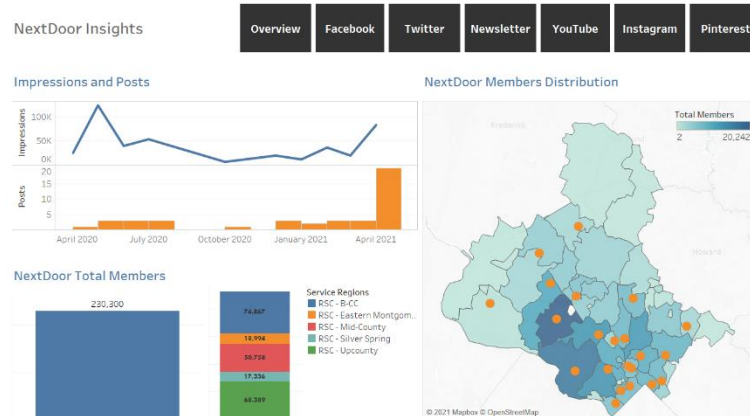 NextDoor Insights
Overview
Facebook
Twitter
Newsletter
YouTube
Instagram
Pinterest
Impressions and Posts
Impressions
100K
50K
0K
Posts
20
15
10
5
April 2020
July 2020
October 2020
January 2021
April 2021
NextDoor Total Members
230,300
74,867
18,994
50,758
17,336
Service Regions
RSC - B-CC
RSC - Eastern Montgom..
RSC - Mid-County
RSC - Silver Spring
RSC - Upcounty
NextDoor Members Distribution
Total Members
2
20,242
Frederick
Howard
© 2021 Mapbox © OpenStreetMap